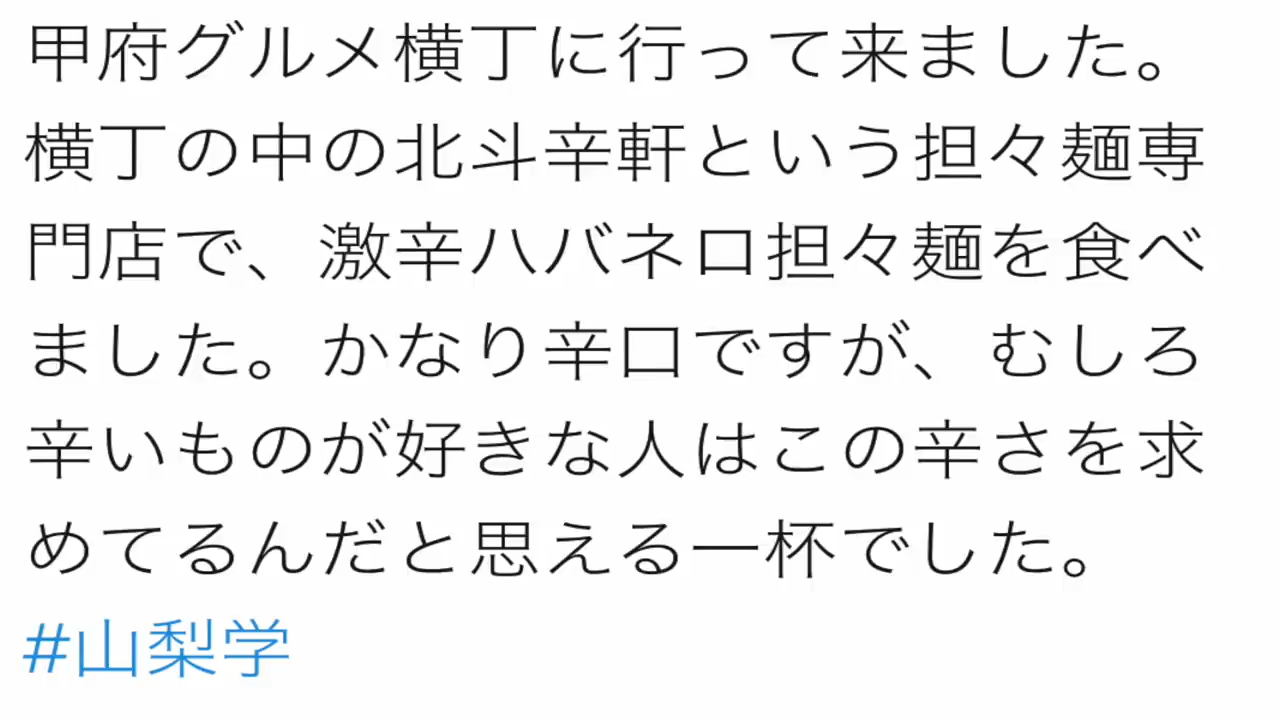 甲府グルメ横丁に行って来ました。
横丁の中の北斗辛軒という担々麺専
門店で、激辛ハバネロ担々麺を食べ
ました。かなり辛口ですが、むしろ
辛いものが好きな人はこの辛さを求
めてるんだと思える一杯でした。
#山梨学